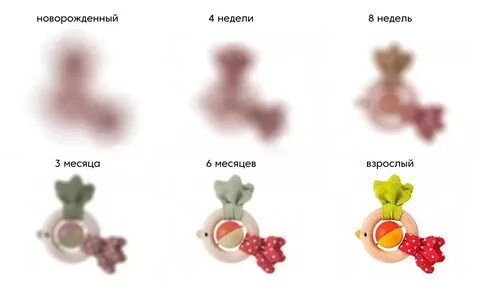 новорожденный
4 недели
8 недель
3 месяца
6 месяцев
взрослый